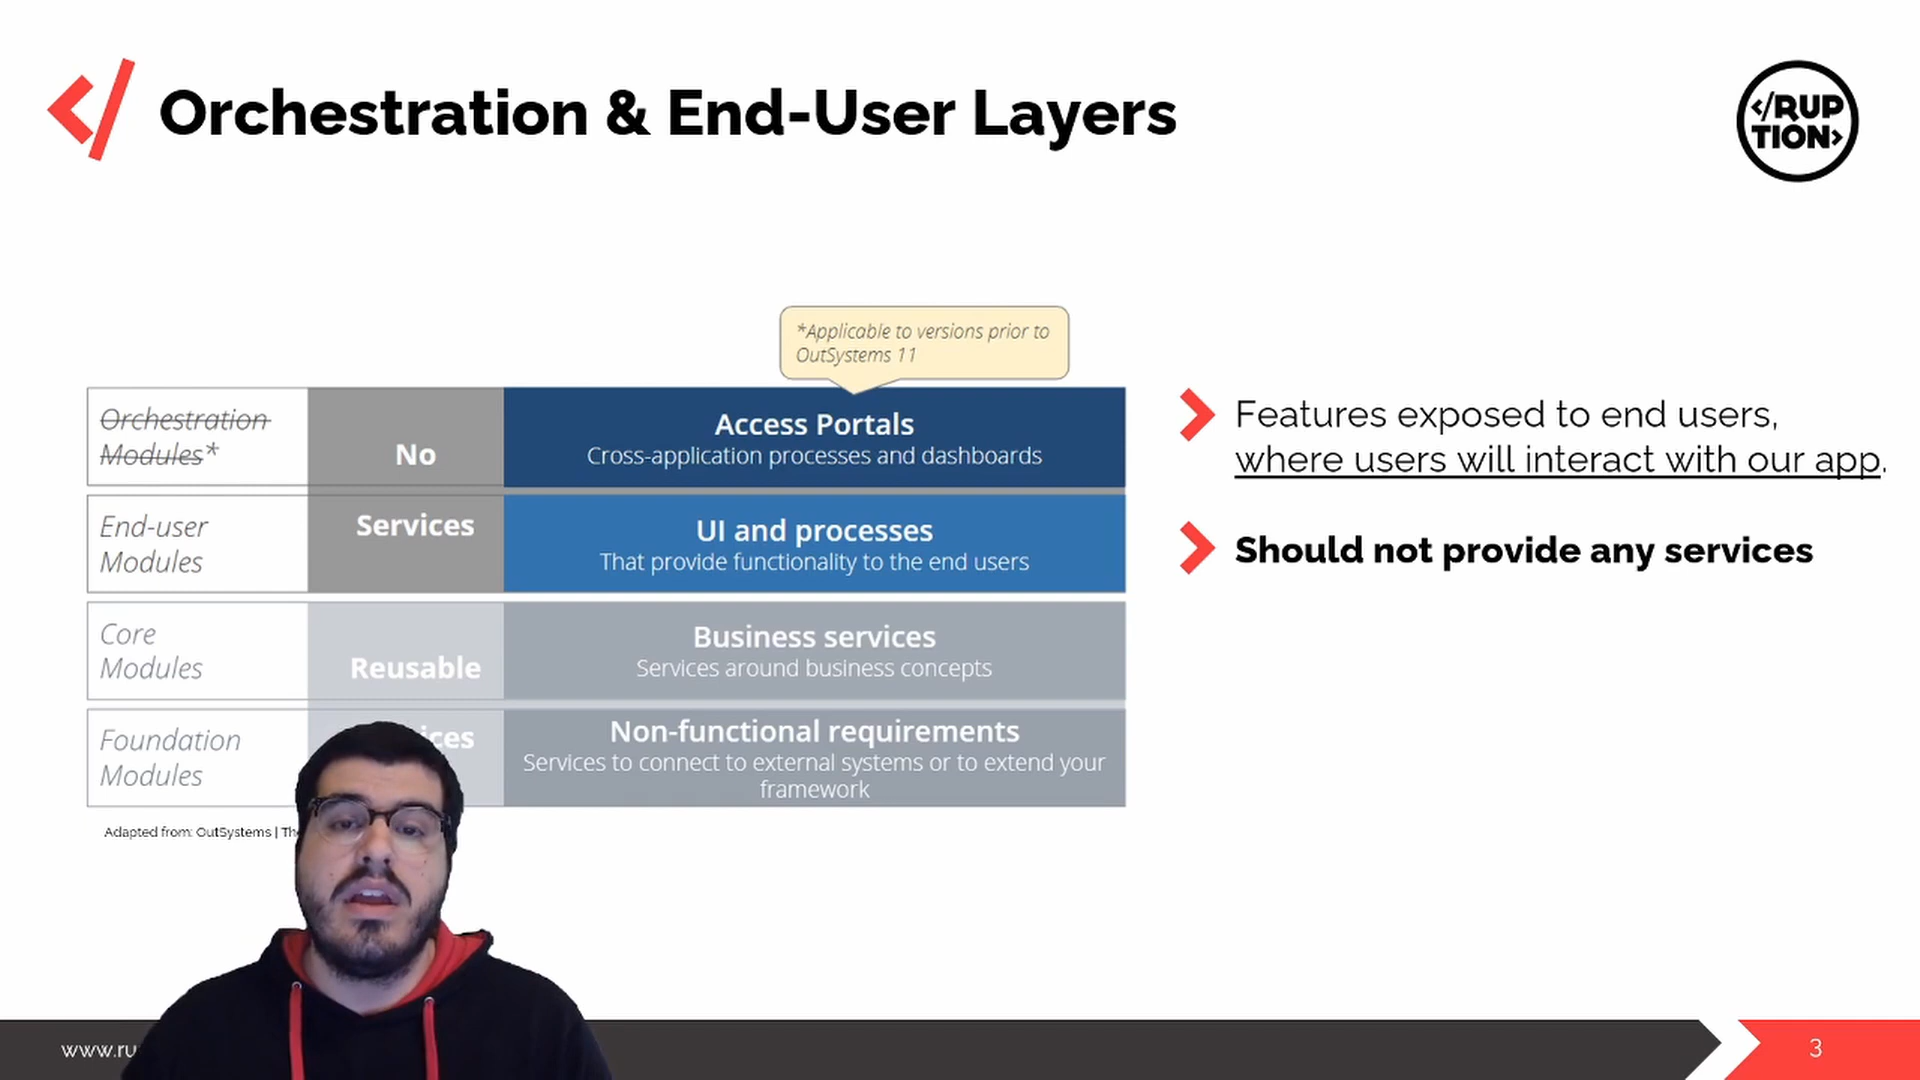 Orchestration & End-User Layers
</RUP
TION>
*Applicable to versions prior to
OutSystems 11
Orchestration
Modules*
No
Access Portals
Cross-application processes and dashboards
End-user
Modules
Services
UI and processes
That provide functionality to the end users
Core
Modules
Reusable
Business services
Services around business concepts
Foundation
Modules
ices
Non-functional requirements
Services to connect to external systems or to extend your
framework
Adapted from: OutSystems | Th
Features exposed to end users,
where users will interact with our app.
Should not provide any services
www.ru
3